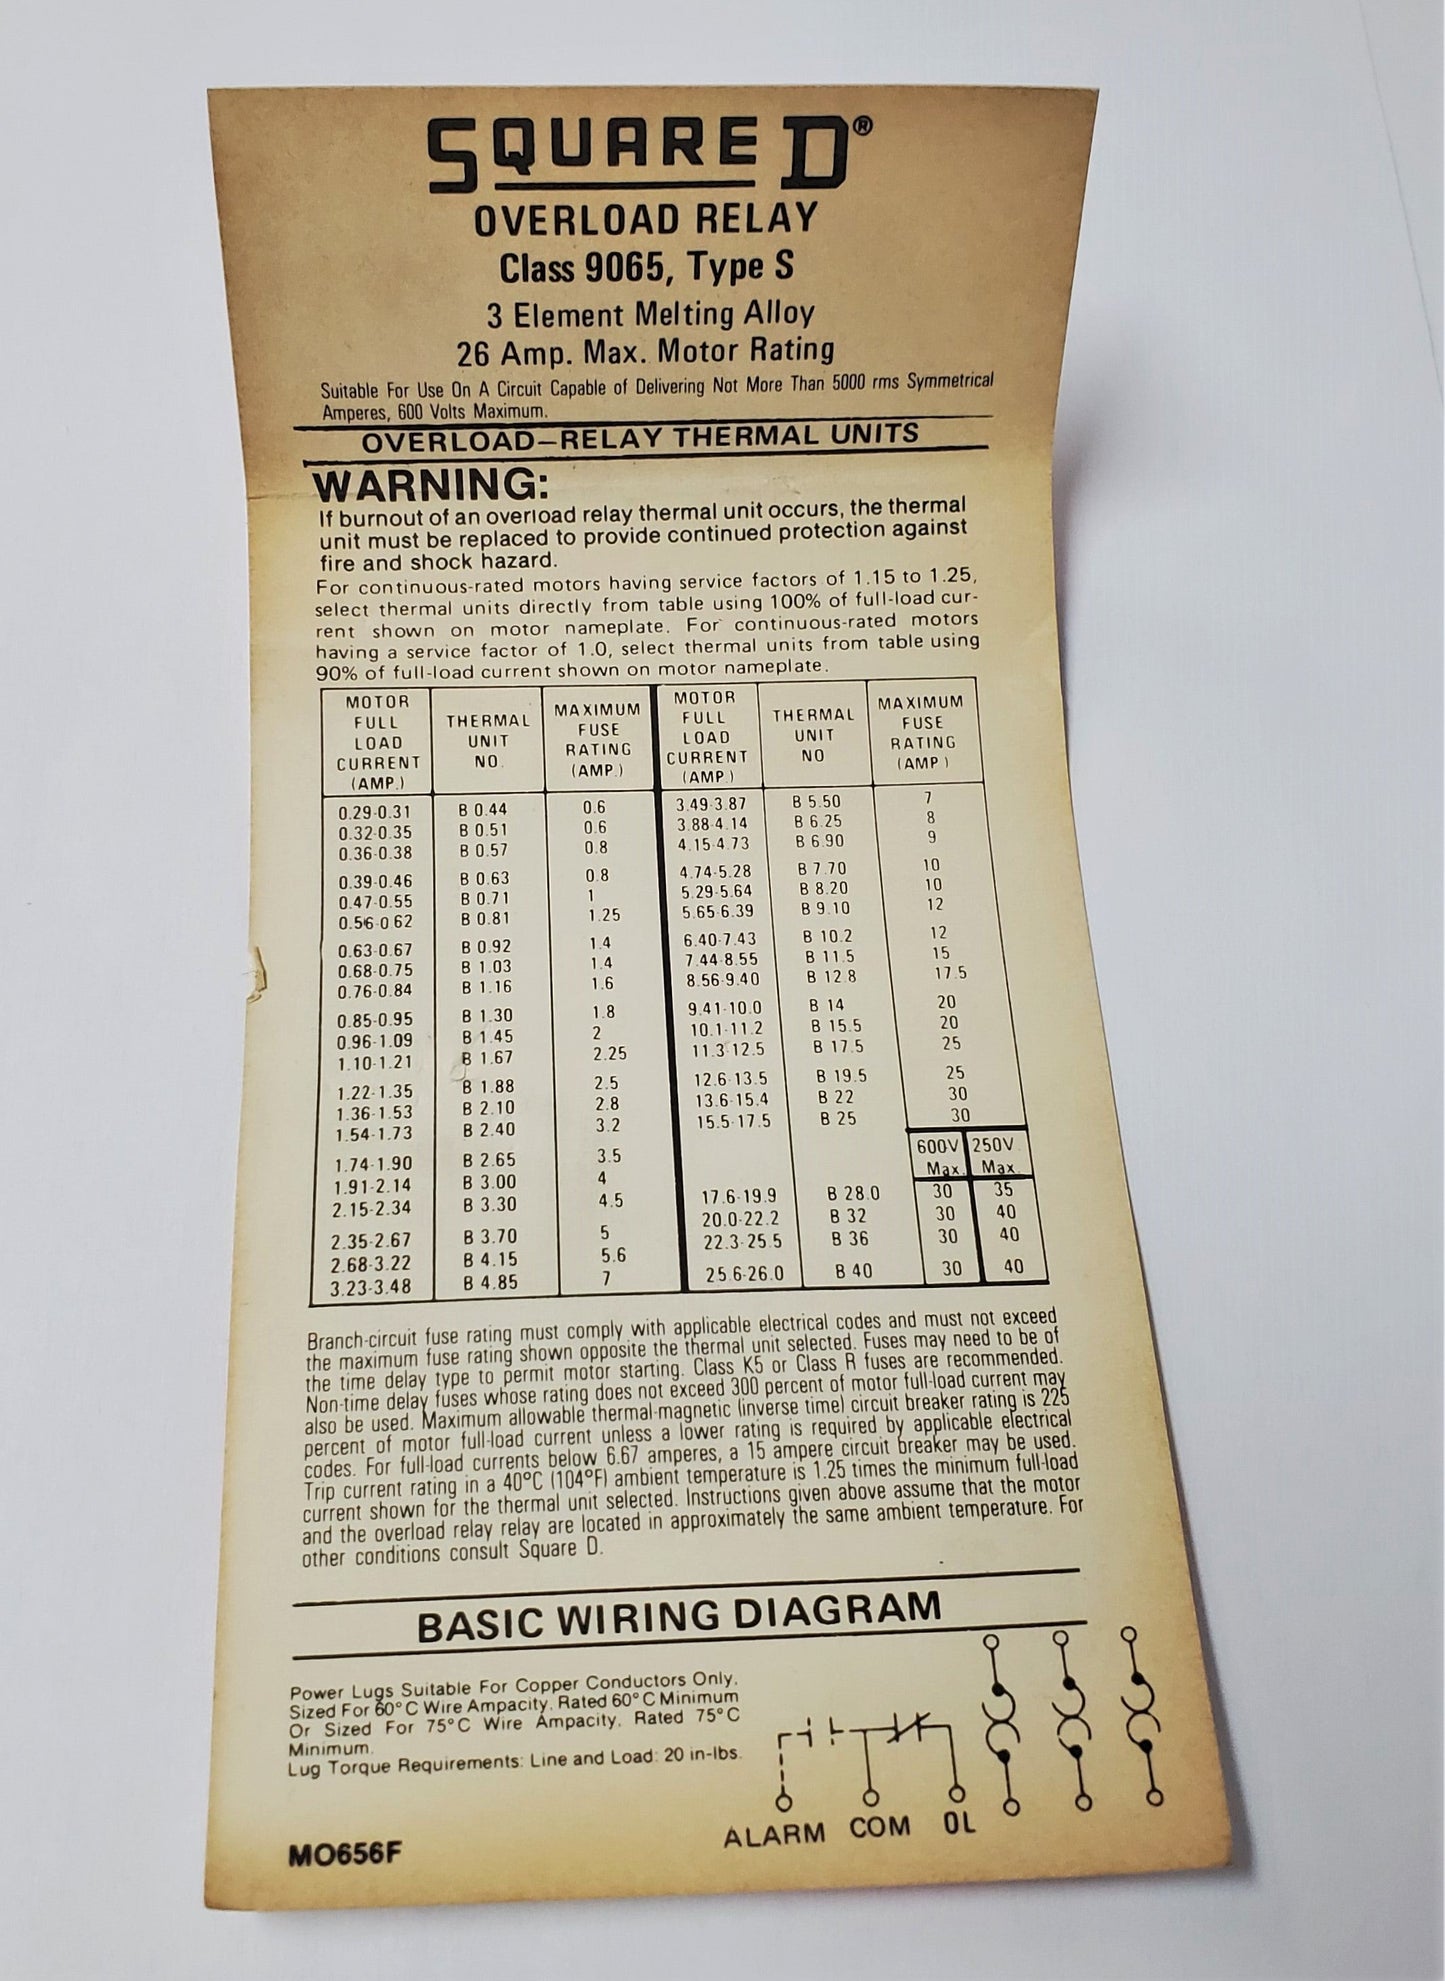 SQUARE D®
OVERLOAD RELAY
Class 9065, Type S
3 Element Melting Alloy
26 Amp. Max. Motor Rating
Suitable For Use On A Circuit Capable of Delivering Not More Than 5000 rms Symmetrical
Amperes, 600 Volts Maximum.
OVERLOAD–RELAY THERMAL UNITS
WARNING:
If burnout of an overload relay thermal unit occurs, the thermal
unit must be replaced to provide continued protection against
fire and shock hazard.
For continuous-rated motors having service factors of 1.15 to 1.25,
select thermal units directly from table using 100% of full-load cur-
rent shown on motor nameplate. For continuous-rated motors
having a service factor of 1.0, select thermal units from table using
90% of full-load current shown on motor nameplate.
MOTOR FULL LOAD CURRENT (AMP.) THERMAL UNIT NO. MAXIMUM FUSE RATING (AMP.) MOTOR FULL LOAD CURRENT (AMP.) THERMAL UNIT NO MAXIMUM FUSE RATING (AMP)
0.29-0.31 B 0.44 0.6 3.49-3.87 B 5.50 7
0.32-0.35 B 0.51 0.6 3.88-4.14 B 6.25 8
0.36-0.38 B 0.57 0.8 4.15-4.73 B 6.90 9
0.39-0.46 B 0.63 0.8 4.74-5.28 B 7.70 10
0.47-0.55 B 0.71 1 5.29-5.64 B 8.20 10
0.56-0.62 B 0.81 1.25 5.65-6.39 B 9.10 12
0.63-0.67 B 0.92 1.4 6.40-7.43 B 10.2 12
0.68-0.75 B 1.03 1.4 7.44-8.55 B 11.5 15
0.76-0.84 B 1.16 1.6 8.56-9.40 B 12.8 17.5
0.85-0.95 B 1.30 1.8 9.41-10.0 B 14 20
0.96-1.09 B 1.45 2 10.1-11.2 B 15.5 20
1.10-1.21 B 1.67 2.25 11.3-12.5 B 17.5 25
1.22-1.35 B 1.88 2.5 12.6-13.5 B 19.5 25
1.36-1.53 B 2.10 2.8 13.6-15.4 B 22 30
1.54-1.73 B 2.40 3.2 15.5-17.5 B 25 30
600V Max. 250V. Max.
1.74-1.90 B 2.65 3.5
1.91-2.14 B 3.00 4 17.6-19.9 B 28.0 30 35
2.15-2.34 B 3.30 4.5 20.0-22.2 B 32 30 40
2.35-2.67 B 3.70 5 22.3-25.5 B 36 30 40
2.68-3.22 B 4.15 5.6
3.23-3.48 B 4.85 7 25.6-26.0 B 40 30 40
Branch-circuit fuse rating must comply with applicable electrical codes and must not exceed
the maximum fuse rating shown opposite the thermal unit selected. Fuses may need to be of
the time delay type to permit motor starting. Class K5 or Class R fuses are recommended.
Non-time delay fuses whose rating does not exceed 300 percent of motor full-load current may
also be used. Maximum allowable thermal-magnetic (inverse time) circuit breaker rating is 225
percent of motor full-load current unless a lower rating is required by applicable electrical
codes. For full-load currents below 6.67 amperes, a 15 ampere circuit breaker may be used.
Trip current rating in a 40°C (104°F) ambient temperature is 1.25 times the minimum full-load
current shown for the thermal unit selected. Instructions given above assume that the motor
and the overload relay relay are located in approximately the same ambient temperature. For
other conditions consult Square D.
BASIC WIRING DIAGRAM
Power Lugs Suitable For Copper Conductors Only.
Sized For 60°C Wire Ampacity, Rated 60°C Minimum
Or Sized For 75°C Wire Ampacity, Rated 75°C
Minimum.
Lug Torque Requirements: Line and Load: 20 in-lbs.
ALARM COM OL
MO656F